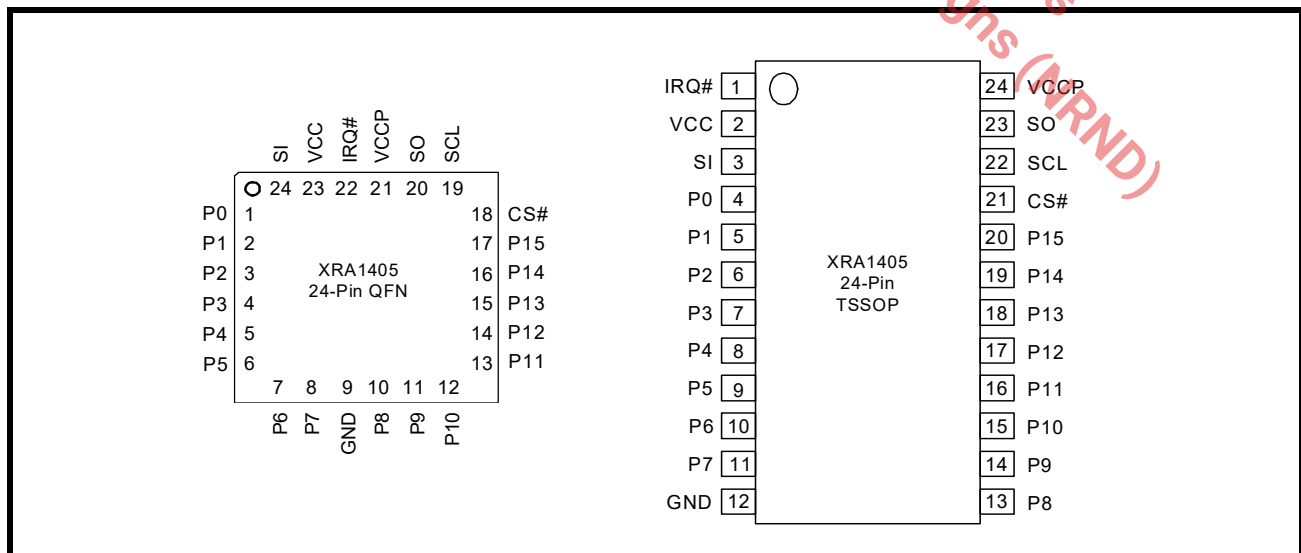 gns (NRND)
SI VCC IRQ# VCCP SO SCL
24 23 22 21 20 19
P0 1
P1 2
P2 3
P3 4
P4 5
P5 6
XRA1405
24-Pin QFN
18 CS#
17 P15
16 P14
15 P13
14 P12
13 P11
7 8 9 10 11 12
P6 P7 GND P8 P9 P10
IRQ# 1
VCC 2
SI 3
P0 4
P1 5
P2 6
P3 7
P4 8
P5 9
P6 10
P7 11
GND 12
XRA1405
24-Pin
TSSOP
24 VCCP
23 SO
22 SCL
21 CS#
20 P15
19 P14
18 P13
17 P12
16 P11
15 P10
14 P9
13 P8